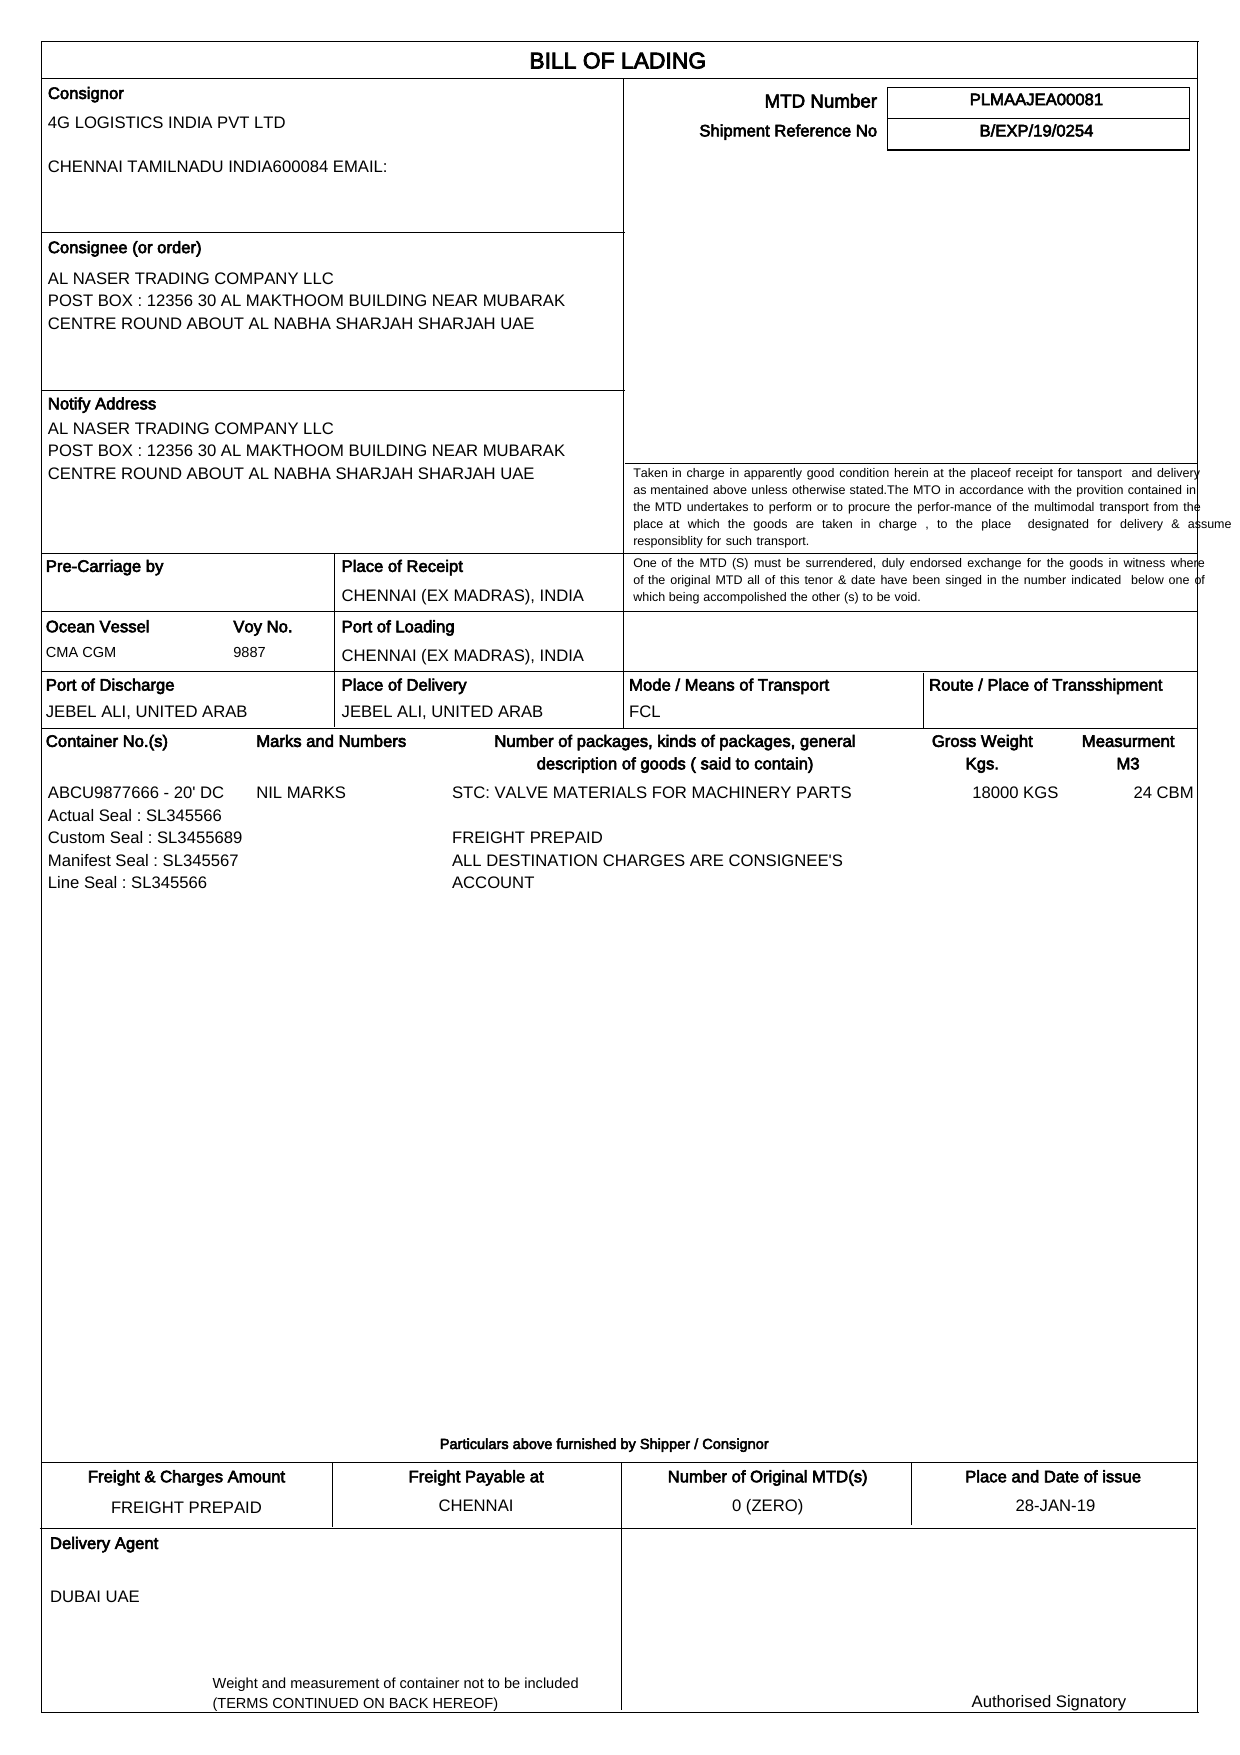 BILL OF LADING
Consignor
4G LOGISTICS INDIA PVT LTD
CHENNAI TAMILNADU INDIA600084 EMAIL:
MTD Number PLMAAJEA00081
Shipment Reference No B/EXP/19/0254
Consignee (or order)
AL NASER TRADING COMPANY LLC
POST BOX : 12356 30 AL MAKTHOOM BUILDING NEAR MUBARAK
CENTRE ROUND ABOUT AL NABHA SHARJAH SHARJAH UAE
Notify Address
AL NASER TRADING COMPANY LLC
POST BOX : 12356 30 AL MAKTHOOM BUILDING NEAR MUBARAK
CENTRE ROUND ABOUT AL NABHA SHARJAH SHARJAH UAE
Taken in charge in apparently good condition herein at the placeof receipt for tansport and delivery
as mentained above unless otherwise stated.The MTO in accordance with the provition contained in
the MTD undertakes to perform or to procure the perfor-mance of the multimodal transport from the
place at which the goods are taken in charge , to the place designated for delivery & assume
responsiblity for such transport.
One of the MTD (S) must be surrendered, duly endorsed exchange for the goods in witness where
of the original MTD all of this tenor & date have been singed in the number indicated below one of
which being accompolished the other (s) to be void.
Pre-Carriage by
Place of Receipt
CHENNAI (EX MADRAS), INDIA
Ocean Vessel Voy No.
CMA CGM 9887
Port of Loading
CHENNAI (EX MADRAS), INDIA
Port of Discharge
JEBEL ALI, UNITED ARAB
Place of Delivery
JEBEL ALI, UNITED ARAB
Mode / Means of Transport
FCL
Route / Place of Transshipment
Container No.(s) Marks and Numbers Number of packages, kinds of packages, general Gross Weight Measurment
description of goods ( said to contain) Kgs. M3
ABCU9877666 - 20' DC NIL MARKS STC: VALVE MATERIALS FOR MACHINERY PARTS 18000 KGS 24 CBM
Actual Seal : SL345566
Custom Seal : SL3455689 FREIGHT PREPAID
Manifest Seal : SL345567 ALL DESTINATION CHARGES ARE CONSIGNEE'S
Line Seal : SL345566 ACCOUNT
Particulars above furnished by Shipper / Consignor
Freight & Charges Amount
FREIGHT PREPAID
Freight Payable at
CHENNAI
Number of Original MTD(s)
0 (ZERO)
Place and Date of issue
28-JAN-19
Delivery Agent
DUBAI UAE
Weight and measurement of container not to be included
(TERMS CONTINUED ON BACK HEREOF)
Authorised Signatory